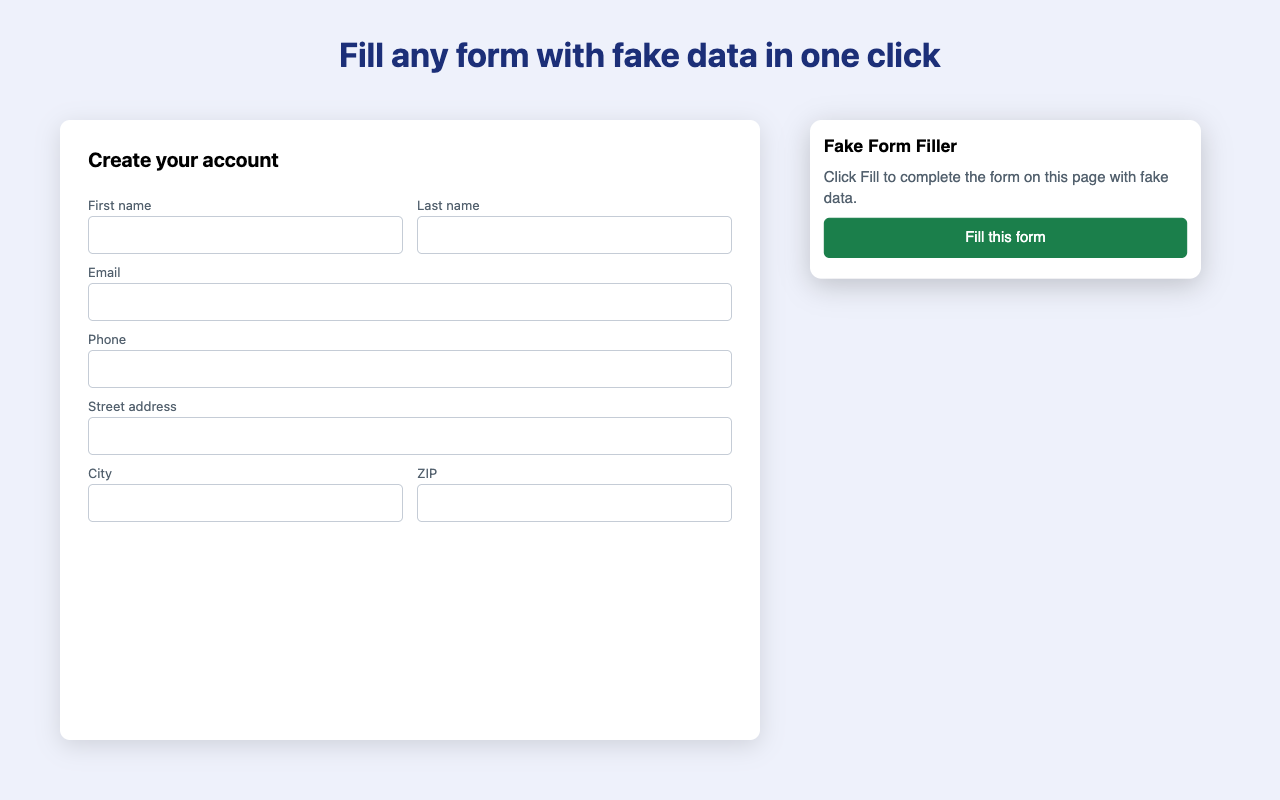 Fill any form with fake data in one click
Create your account
First name
Last name
Email
Phone
Street address
City
ZIP
Fake Form Filler
Click Fill to complete the form on this page with fake
data.
Fill this form